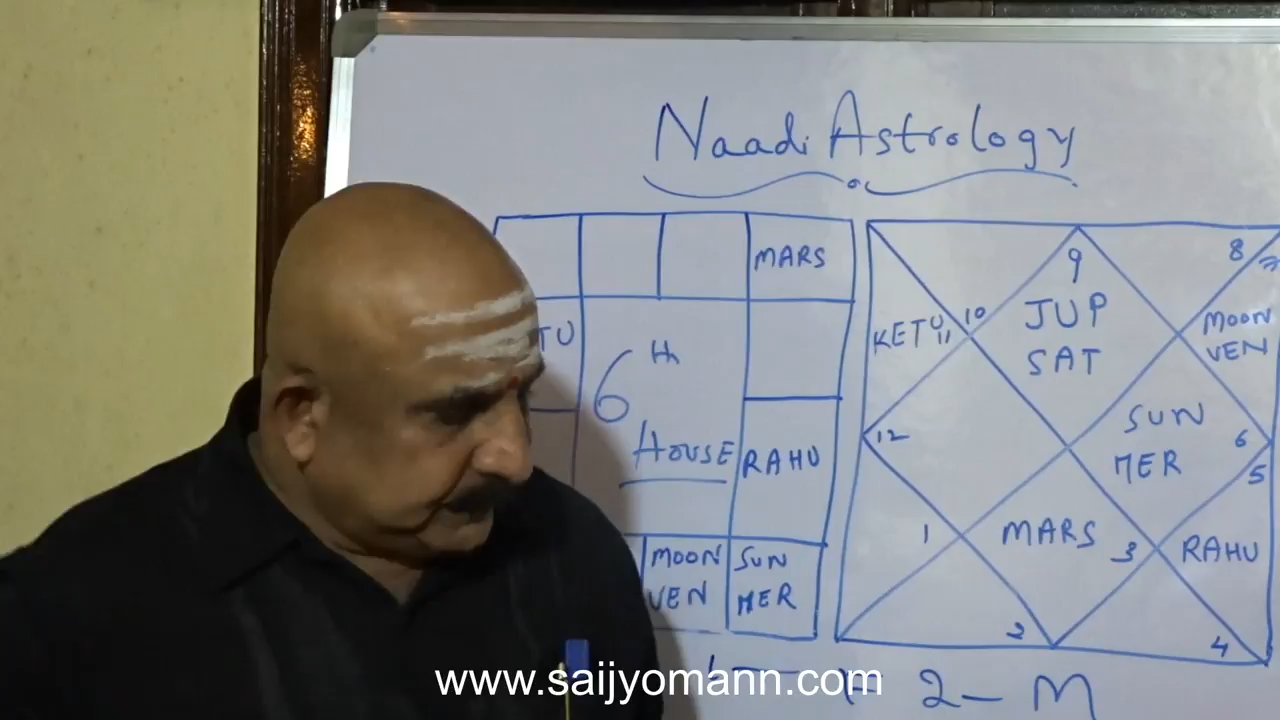 Naadi Astrology
MARS
TU
6th
HOUSE
RAHU
MOON
VEN
SUN
MER
9
JUP
SAT
8
10
KETU 11
MOON
VEN
12
SUN
MER
6
5
1
MARS
3
RAHU
2
4
2 - M
www.saijyomann.com